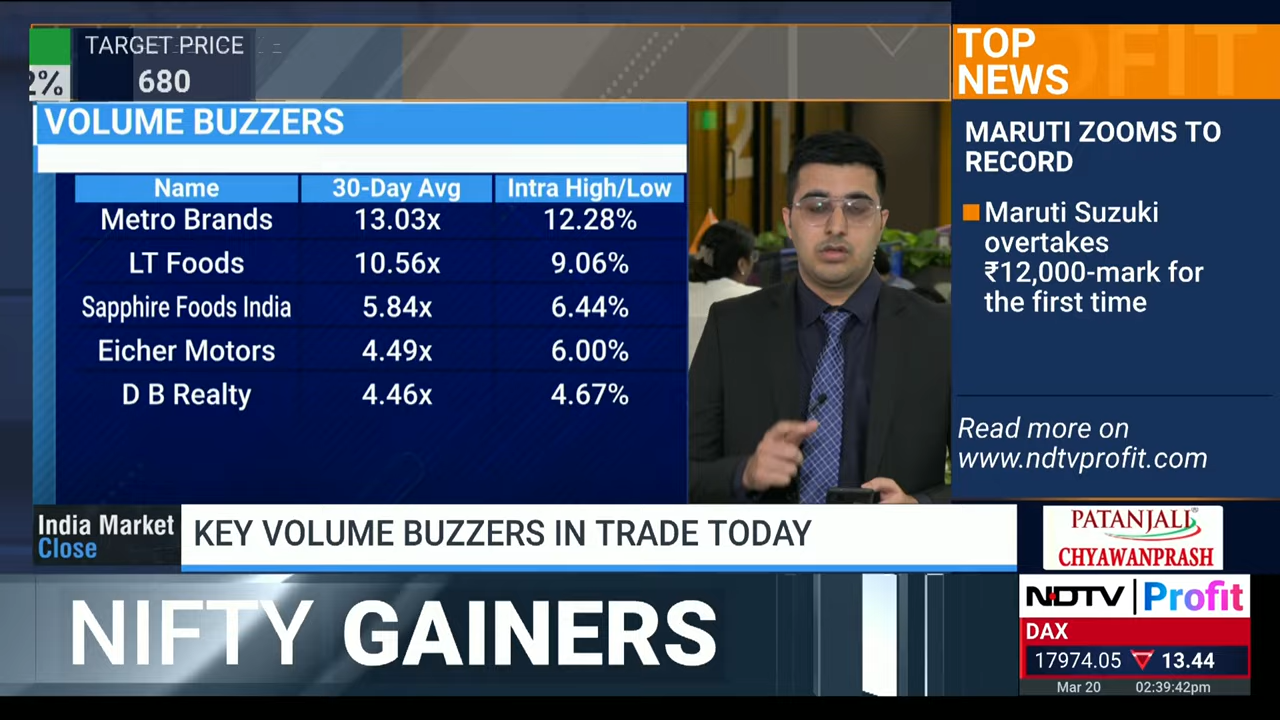 TARGET PRICE
2%
680
TOP
NEWS
VOLUME BUZZERS
Name 30-Day Avg Intra High/Low
Metro Brands 13.03x 12.28%
LT Foods 10.56x 9.06%
Sapphire Foods India 5.84x 6.44%
Eicher Motors 4.49x 6.00%
D B Realty 4.46x 4.67%
MARUTI ZOOMS TO
RECORD
Maruti Suzuki
overtakes
₹12,000-mark for
the first time
Read more on
www.ndtvprofit.com
India Market
Close
KEY VOLUME BUZZERS IN TRADE TODAY
PATANJALI
CHYAWANPRASH
NIFTY GAINERS
NDTV Profit
DAX
17974.05 13.44
Mar 20 02:39:42pm